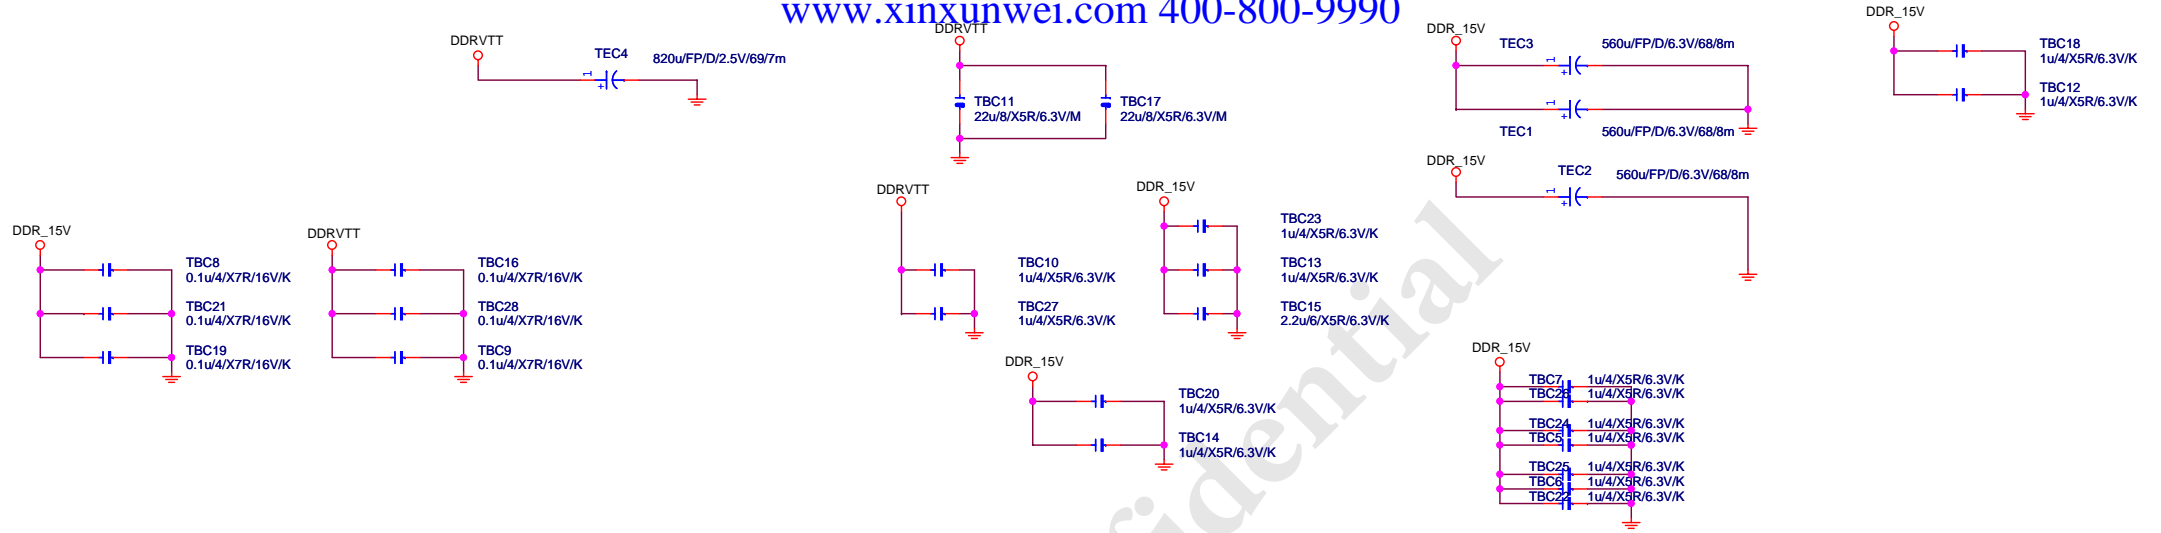 www.xinxunwei.com 400-800-9990
DDRVTT
TEC4
820u/FP/D/2.5V/69/7m
1
+
DDRVTT
TBC11
22u/8/X5R/6.3V/M
TBC17
22u/8/X5R/6.3V/M
DDR_15V
TEC3
560u/FP/D/6.3V/68/8m
1
+
1
+
TEC1
560u/FP/D/6.3V/68/8m
DDR_15V
TBC18
1u/4/X5R/6.3V/K
TBC12
1u/4/X5R/6.3V/K
DDR_15V
TEC2
560u/FP/D/6.3V/68/8m
1
+
DDR_15V
TBC8
0.1u/4/X7R/16V/K
TBC21
0.1u/4/X7R/16V/K
TBC19
0.1u/4/X7R/16V/K
DDRVTT
TBC16
0.1u/4/X7R/16V/K
TBC28
0.1u/4/X7R/16V/K
TBC9
0.1u/4/X7R/16V/K
DDRVTT
TBC10
1u/4/X5R/6.3V/K
TBC27
1u/4/X5R/6.3V/K
DDR_15V
TBC23
1u/4/X5R/6.3V/K
TBC13
1u/4/X5R/6.3V/K
TBC15
2.2u/6/X5R/6.3V/K
DDR_15V
TBC20
1u/4/X5R/6.3V/K
TBC14
1u/4/X5R/6.3V/K
DDR_15V
TBC7 1u/4/X5R/6.3V/K
TBC26 1u/4/X5R/6.3V/K
TBC24 1u/4/X5R/6.3V/K
TBC5 1u/4/X5R/6.3V/K
TBC25 1u/4/X5R/6.3V/K
TBC6 1u/4/X5R/6.3V/K
TBC22 1u/4/X5R/6.3V/K
fidential